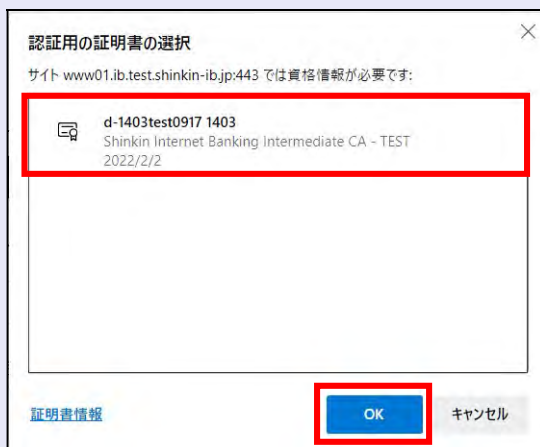 認証用の証明書の選択
サイト www01.ib.test.shinkin-ib.jp:443 では資格情報が必要です:
d-1403test0917 1403
Shinkin Internet Banking Intermediate CA - TEST
2022/2/2
証明書情報
OK
キャンセル